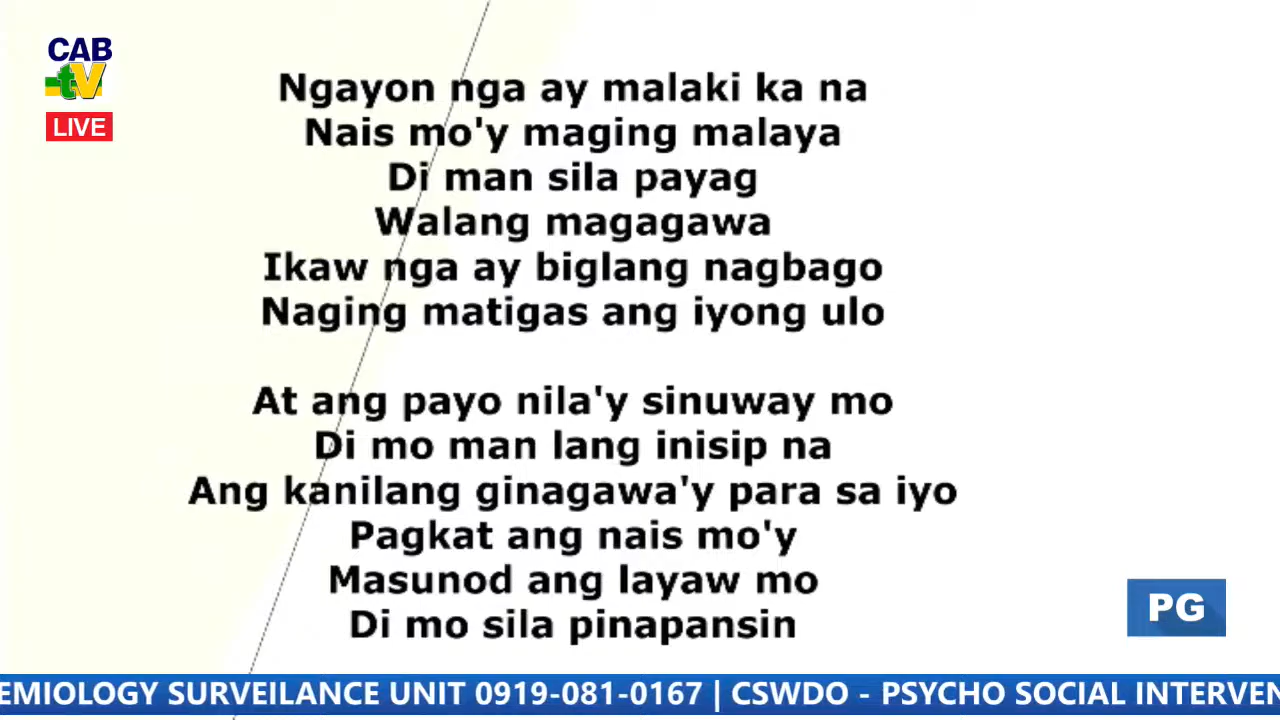 CAB
tV
LIVE
Ngayon nga ay malaki ka na
Nais mo'y maging malaya
Di man sila payag
Walang magagawa
Ikaw nga ay biglang nagbago
Naging matigas ang iyong ulo
At ang payo nila'y sinuway mo
Di mo man lang inisip na
Ang kanilang ginagawa'y para sa iyo
Pagkat ang nais mo'y
Masunod ang layaw mo
Di mo sila pinapansin
PG
EMIOLOGY SURVEILANCE UNIT 0919-081-0167 | CSWDO - PSYCHO SOCIAL INTERVEN